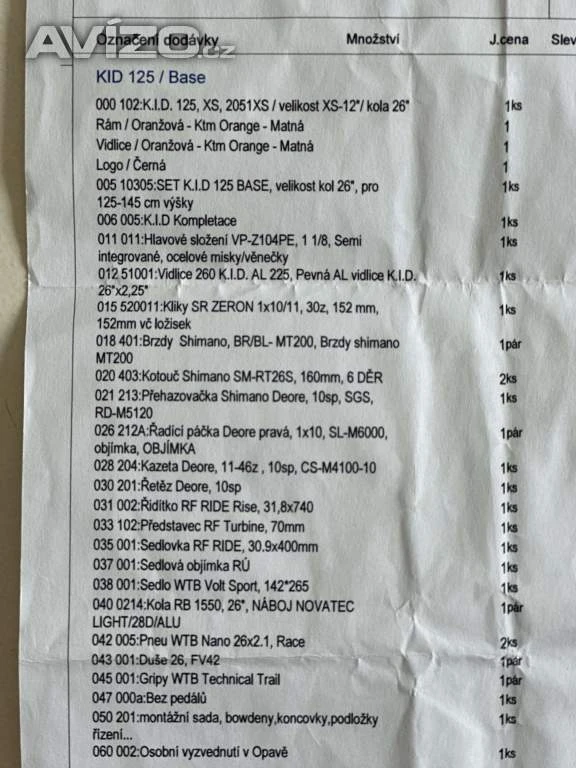 Avízo.cz
Označení dodávky Množství J.cena Slev
KID 125 / Base
000 102:K.I.D. 125, XS, 2051XS / velikost XS-12"/ kola 26" 1ks
Rám / Oranžová - Ktm Orange - Matná 1
Vidlice / Oranžová - Ktm Orange - Matná 1
Logo / Černá 1
005 10305:SET K.I.D 125 BASE, velikost kol 26", pro 1ks
125-145 cm výšky
006 005:K.I.D Kompletace 1ks
011 011:Hlavové složení VP-Z104PE, 1 1/8, Semi 1ks
integrované, ocelové misky/věnečky
012 51001:Vidlice 260 K.I.D. AL 225, Pevná AL vidlice K.I.D. 1ks
26"x2,25"
015 520011:Kliky SR ZERON 1x10/11, 30z, 152 mm, 1ks
152mm vč ložisek
018 401:Brzdy Shimano, BR/BL- MT200, Brzdy shimano 1pár
MT200
020 403:Kotouč Shimano SM-RT26S, 160mm, 6 DĚR 2ks
021 213:Přehazovačka Shimano Deore, 10sp, SGS, 1ks
RD-M5120
026 212A:Řadící páčka Deore pravá, 1x10, SL-M6000, 1pár
objímka, OBJÍMKA
028 204:Kazeta Deore, 11-46z , 10sp, CS-M4100-10 1ks
030 201:Řetěz Deore, 10sp 1ks
031 002:Řidítko RF RIDE Rise, 31,8x740 1ks
033 102:Představec RF Turbine, 70mm 1ks
035 001:Sedlovka RF RIDE, 30.9x400mm 1ks
037 001:Sedlová objímka RŮ 1ks
038 001:Sedlo WTB Volt Sport, 142*265 1ks
040 0214:Kola RB 1550, 26", NÁBOJ NOVATEC 1pár
LIGHT/28D/ALU
042 005:Pneu WTB Nano 26x2.1, Race 2ks
043 001:Duše 26, FV42 1pár
045 001:Gripy WTB Technical Trail 1pár
047 000a:Bez pedálů 1ks
050 201:montážní sada, bowdeny,koncovky,podložky 1ks
řizení...
060 002:Osobní vyzvednutí v Opavě 1ks